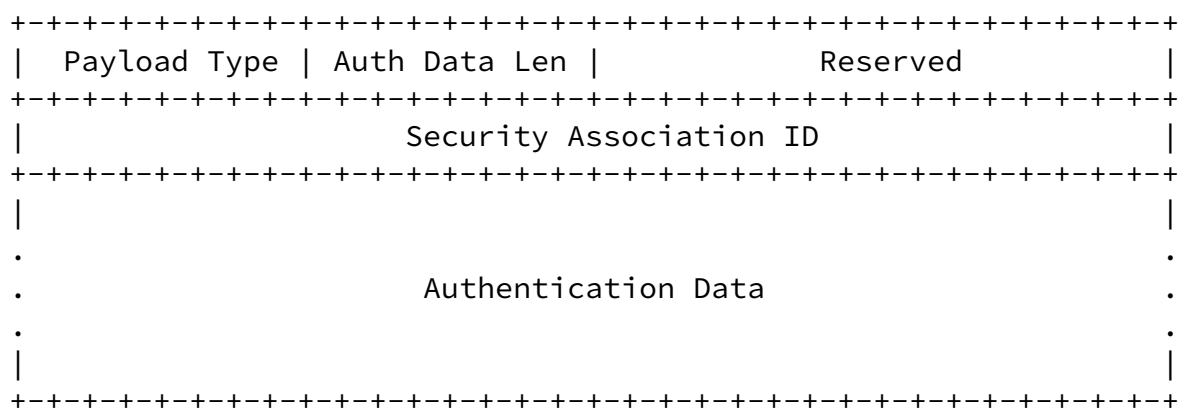 +-+-+-+-+-+-+-+-+-+-+-+-+-+-+-+-+-+-+-+-+-+-+-+-+-+-+-+-+-+-+-+-+
|  Payload Type | Auth Data Len |            Reserved           |
+-+-+-+-+-+-+-+-+-+-+-+-+-+-+-+-+-+-+-+-+-+-+-+-+-+-+-+-+-+-+-+-+
|                     Security Association ID                   |
+-+-+-+-+-+-+-+-+-+-+-+-+-+-+-+-+-+-+-+-+-+-+-+-+-+-+-+-+-+-+-+-+
|                                                               |
.                                                               .
.                      Authentication Data                      .
.                                                               .
|                                                               |
+-+-+-+-+-+-+-+-+-+-+-+-+-+-+-+-+-+-+-+-+-+-+-+-+-+-+-+-+-+-+-+-+